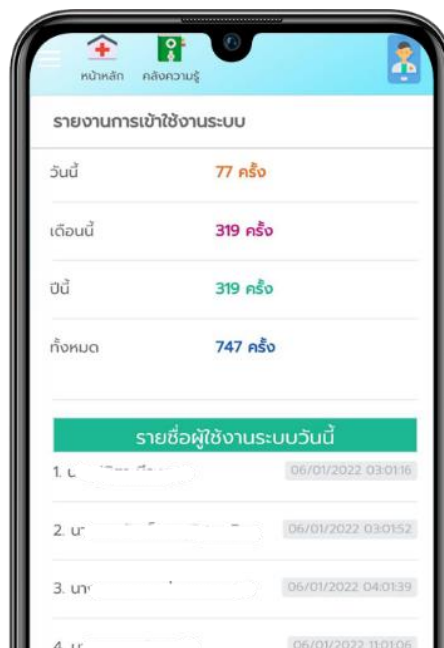 หน้าหลัก คลังความรู้
รายงานการเข้าใช้งานระบบ
วันนี้ 77 ครั้ง
เดือนนี้ 319 ครั้ง
ปีนี้ 319 ครั้ง
ทั้งหมด 747 ครั้ง
รายชื่อผู้ใช้งานระบบวันนี้
1. 06/01/2022 03:01:16
2. 06/01/2022 03:01:52
3. 06/01/2022 04:01:39
4. 06/01/2022 11:01:06